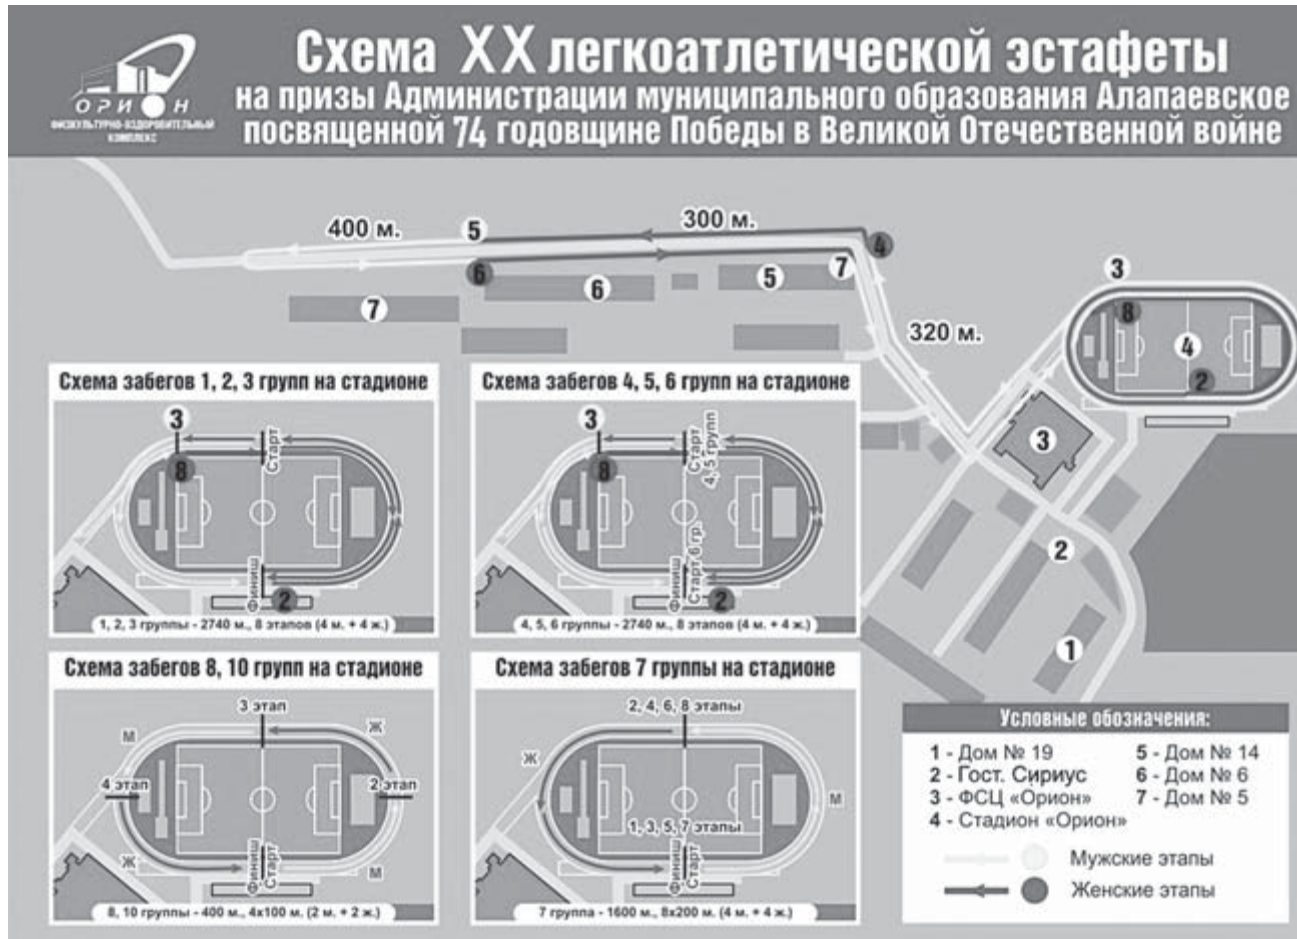 ОРИОН
ФИЗКУЛЬТУРНО-ОЗДОРОВИТЕЛЬНЫЙ
КОМПЛЕКС
Схема XX легкоатлетической эстафеты
на призы Администрации муниципального образования Алапаевское
посвященной 74 годовщине Победы в Великой Отечественной войне
400 м.
5
300 м.
4
6
7
3
7
6
5
320 м.
8
4
2
3
2
1
Схема забегов 1, 2, 3 групп на стадионе
3
Старт
8
Финиш
2
1, 2, 3 группы - 2740 м., 8 этапов (4 м. + 4 ж.)
Схема забегов 4, 5, 6 групп на стадионе
3
Старт
4, 5 групп
8
Финиш
Старт, 6 гр.
2
4, 5, 6 группы - 2740 м., 8 этапов (4 м. + 4 ж.)
Схема забегов 8, 10 групп на стадионе
3 этап
М
Ж
4 этап
2 этап
Ж
Финиш
Старт
М
8, 10 группы - 400 м., 4х100 м. (2 м. + 2 ж.)
Схема забегов 7 группы на стадионе
2, 4, 6, 8 этапы
Ж
М
1, 3, 5, 7 этапы
Финиш
Старт
7 группа - 1600 м., 8х200 м. (4 м. + 4 ж.)
Условные обозначения:
1 - Дом № 19
2 - Гост. Сириус
3 - ФСЦ «Орион»
4 - Стадион «Орион»
5 - Дом № 14
6 - Дом № 6
7 - Дом № 5
Мужские этапы
Женские этапы